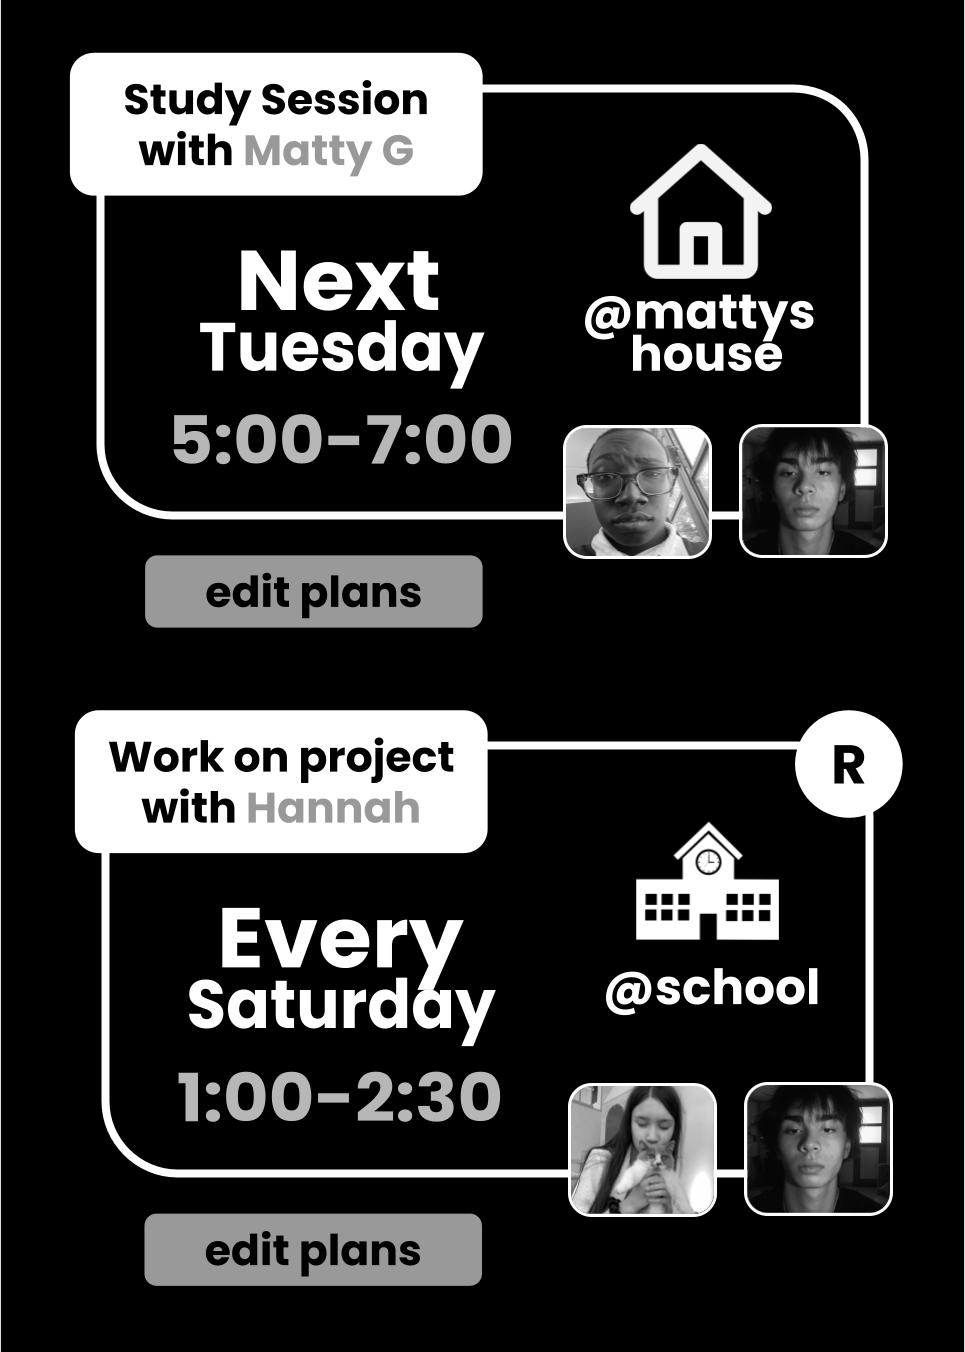 Study Session
with Matty G
Next
Tuesday
5:00-7:00
@mattys
house
edit plans
Work on project
with Hannah
R
Every
Saturday
1:00-2:30
@school
edit plans